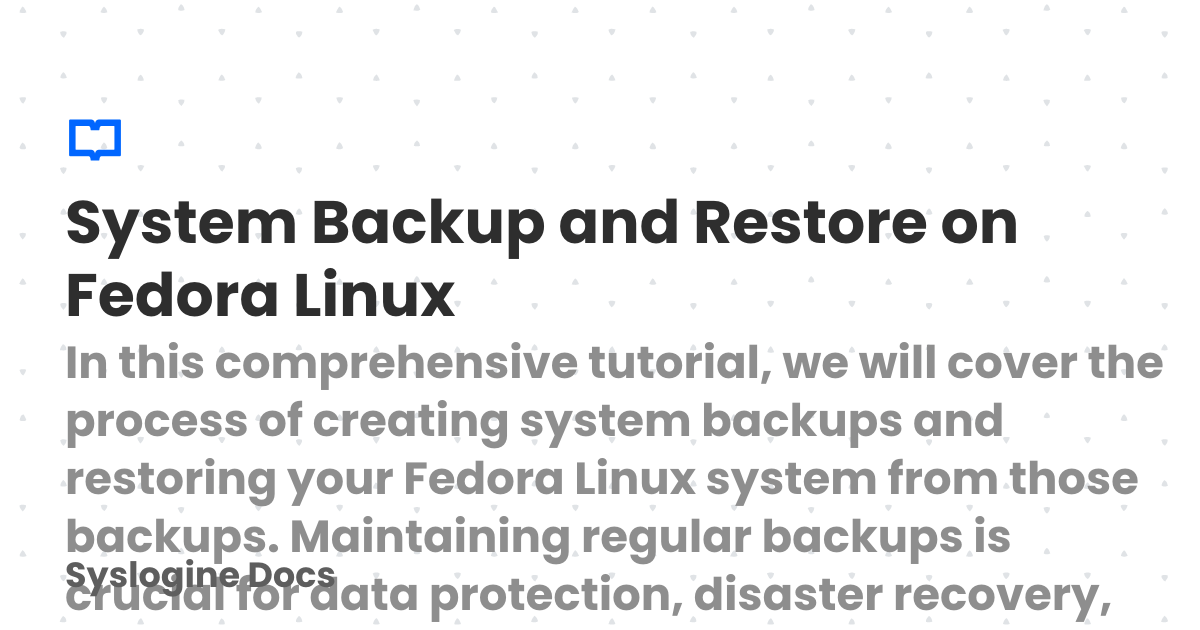 System Backup and Restore on
Fedora Linux
In this comprehensive tutorial, we will cover the
process of creating system backups and
restoring your Fedora Linux system from those
backups. Maintaining regular backups is
Syslogine Docs
crucial for data protection, disaster recovery,